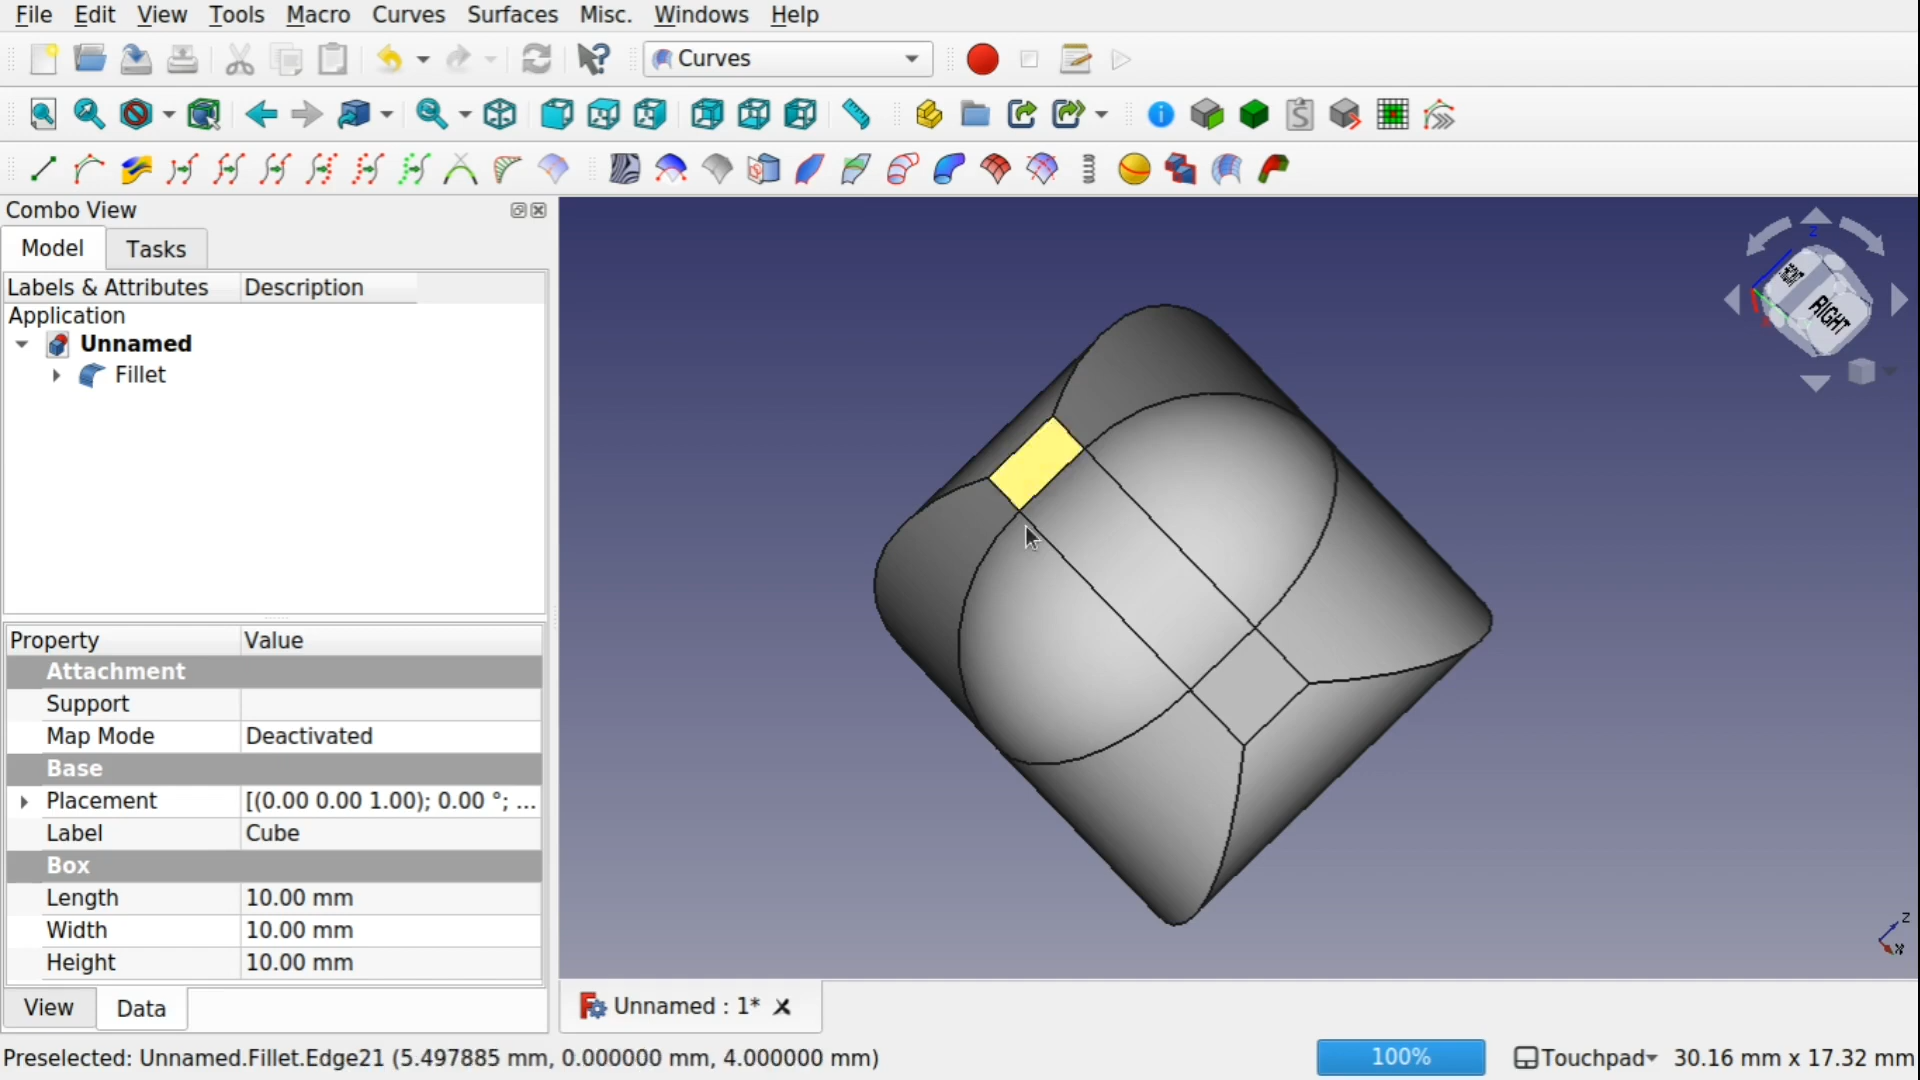 File Edit View Tools Macro Curves Surfaces Misc. Windows Help
Curves
Combo View
Model Tasks
Labels & Attributes Description
Application
Unnamed
Fillet
Z
RIGHT
Property Value
Attachment
Support
Map Mode Deactivated
Base
Placement [(0.00 0.00 1.00); 0.00 °; ...
Label Cube
Box
Length 10.00 mm
Width 10.00 mm
Height 10.00 mm
Z
X
View Data
Unnamed : 1*
Preselected: Unnamed.Fillet.Edge21 (5.497885 mm, 0.000000 mm, 4.000000 mm) 100% Touchpad 30.16 mm x 17.32 mm